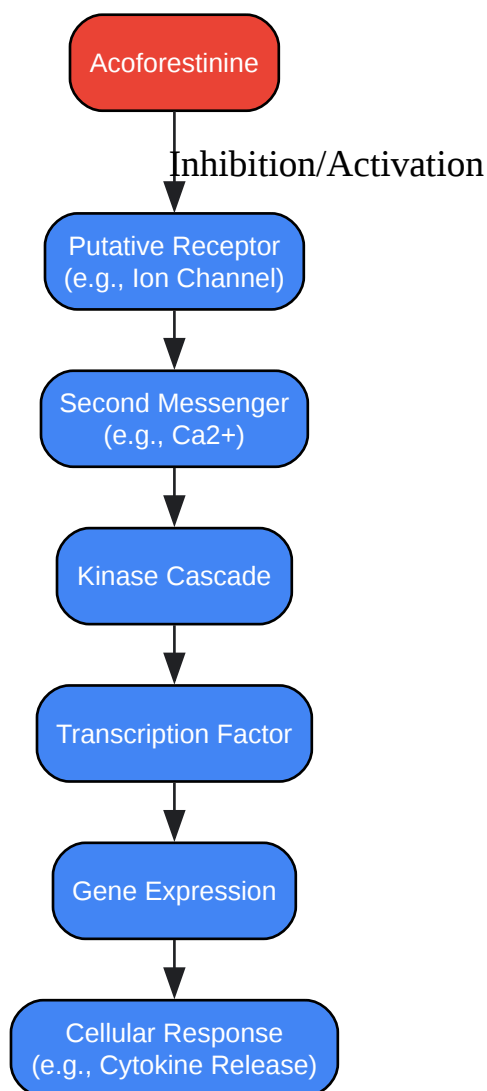 Acoforestinine
Inhibition/Activation
Putative Receptor
(e.g., Ion Channel)
Second Messenger
(e.g., Ca2+)
Kinase Cascade
Transcription Factor
Gene Expression
Cellular Response
(e.g., Cytokine Release)